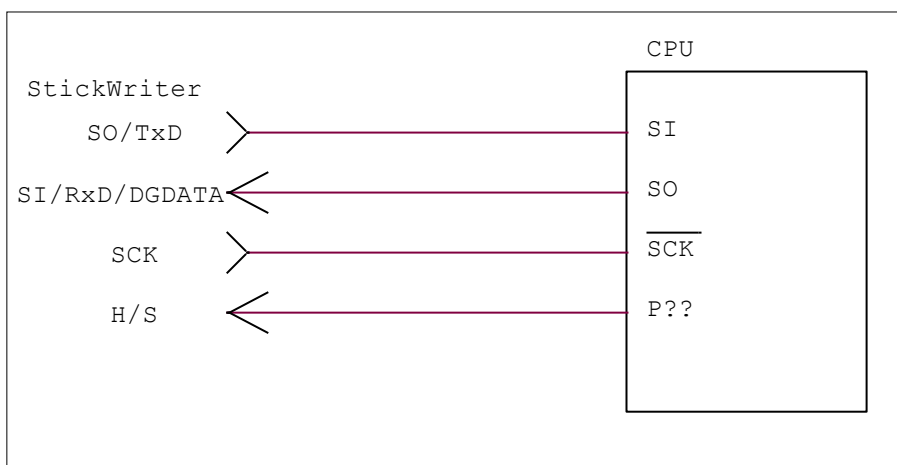 CPU
StickWriter
SO/TxD
SI
SI/RxD/DGDATA
SO
SCK
SCK
H/S
P??